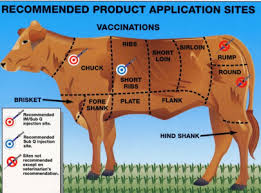 RECOMMENDED PRODUCT APPLICATION SITES
VACCINATIONS
RIBS
SHORT
LOIN
SIRLOIN
CHUCK
RUMP
SHORT
RIBS
ROUND
BRISKET
FORE
SHANK
PLATE
FLANK
HIND SHANK
Recommended
IM/Sub Q
injection site.
Recommended
Sub Q injection
site.
Sites not
recommended
except on
veterinarian's
recommendation.